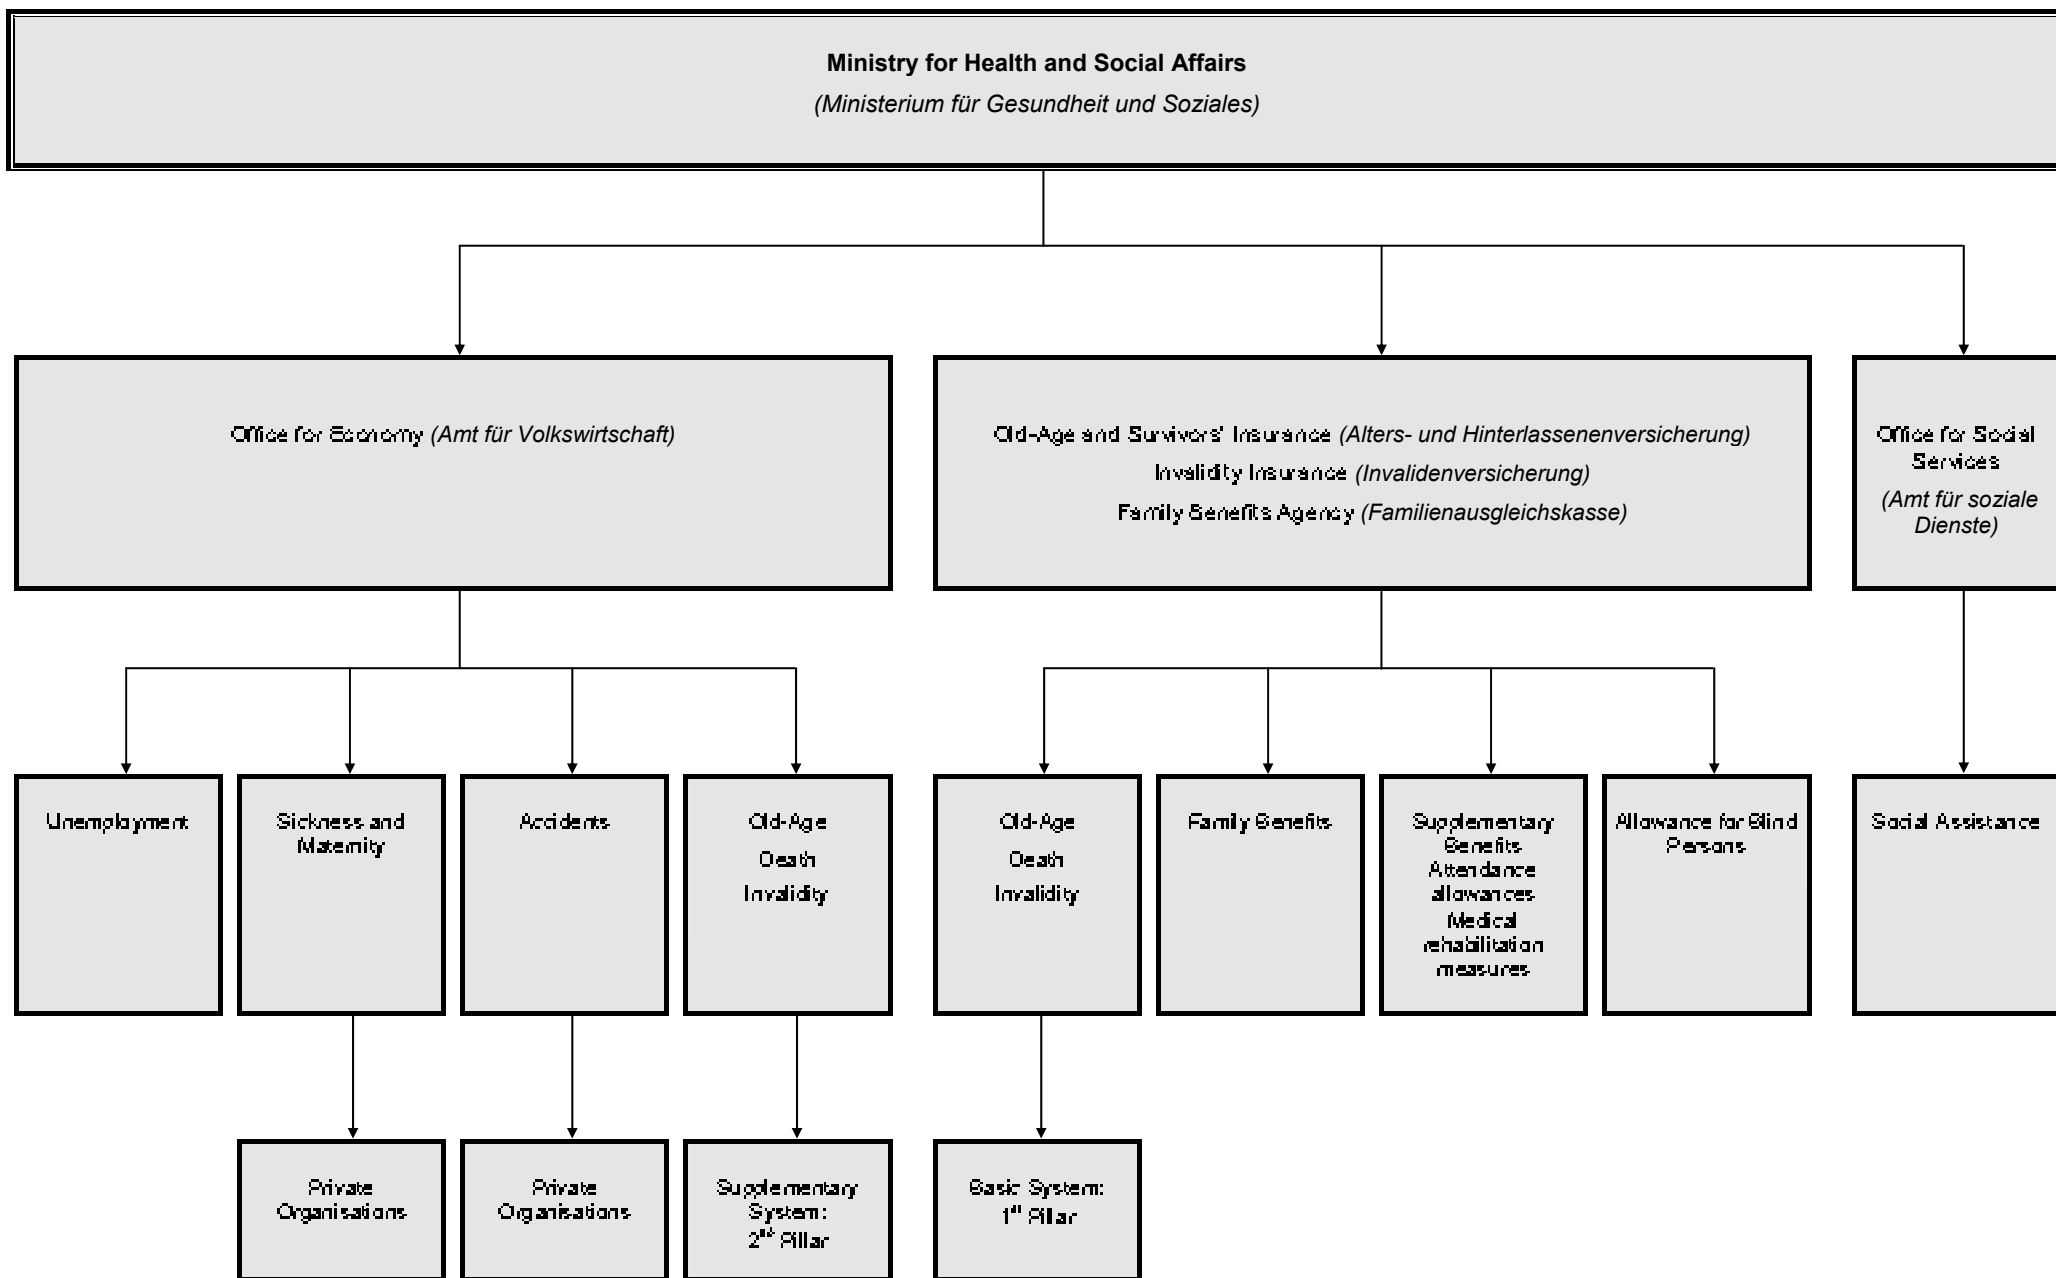 Ministry for Health and Social Affairs
(Ministerium für Gesundheit und Soziales)
Office for Economy (Amt für Volkswirtschaft)
Old-Age and Survivors' Insurance (Alters- und Hinterlassenenversicherung)
Invalidity Insurance (Invalidenversicherung)
Family Benefits Agency (Familienausgleichskasse)
Office for Social
Services
(Amt für soziale
Dienste)
Unemployment
Sickness and
Maternity
Accidents
Old-Age
Death
Invalidity
Old-Age
Death
Invalidity
Family Benefits
Supplementary
Benefits
Attendance
allowances
Medical
rehabilitation
measures
Allowance for Blind
Persons
Social Assistance
Private
Organisations
Private
Organisations
Supplementary
System:
2nd Pillar
Basic System:
1st Pillar